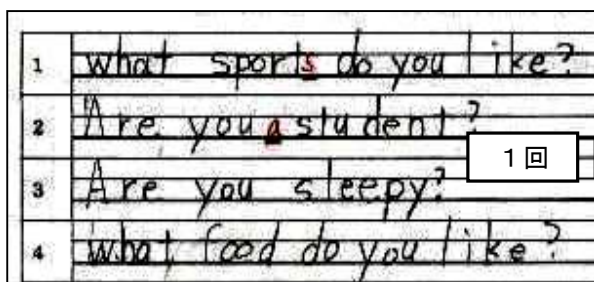 1 what sports do you like?
2 Are you a student?
1回
3 Are you sleepy?
4 What food do you like?